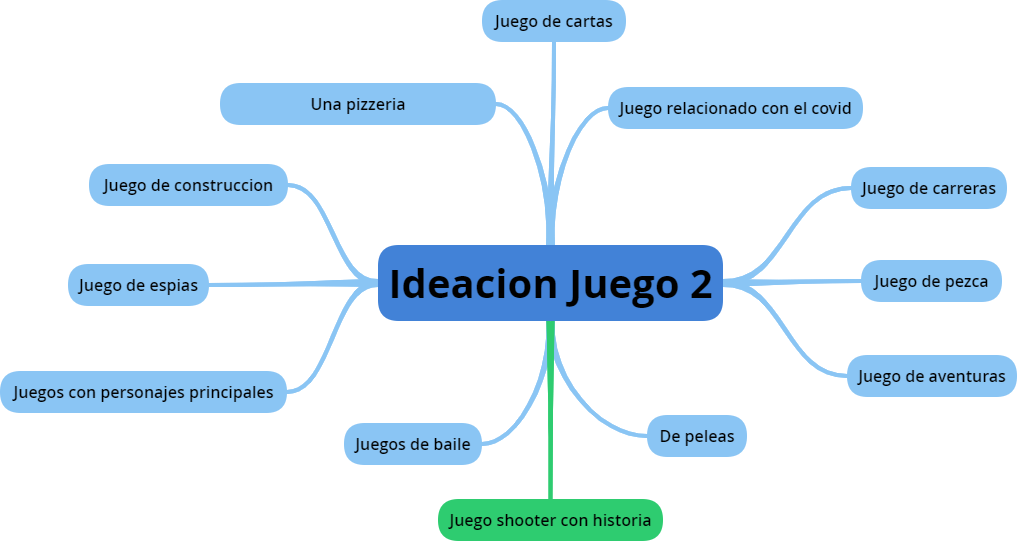 Juego de cartas
Una pizzeria
Juego relacionado con el covid
Juego de construccion
Juego de carreras
Juego de espias
Ideacion Juego 2
Juego de pezca
Juegos con personajes principales
Juego de aventuras
Juegos de baile
De peleas
Juego shooter con historia